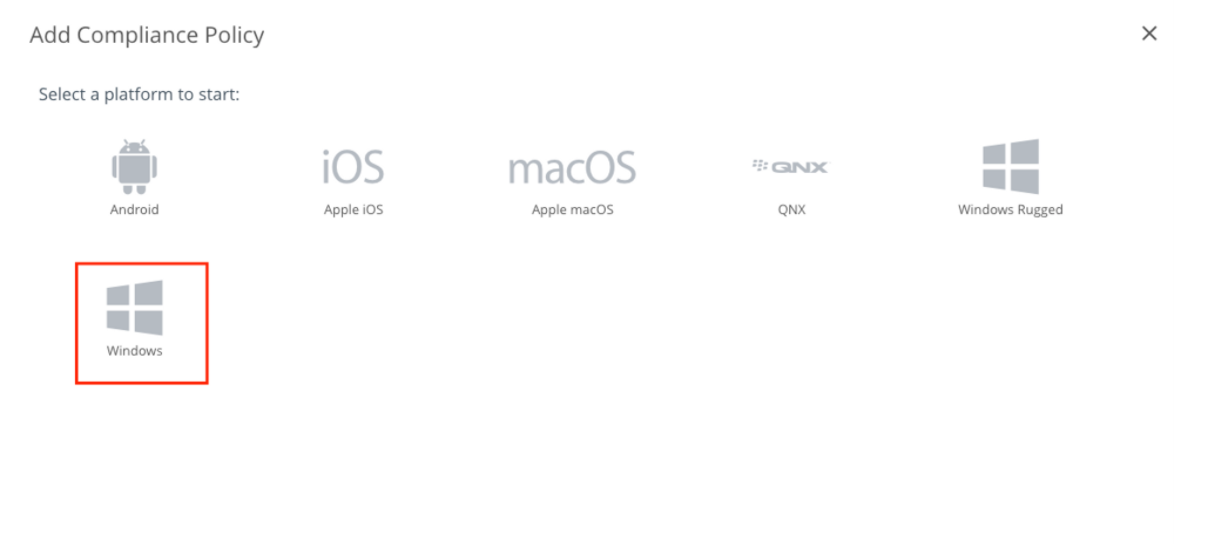 Add Compliance Policy
Select a platform to start:
iOS macOS QNX
Android Apple iOS Apple macOS QNX Windows Rugged
Windows